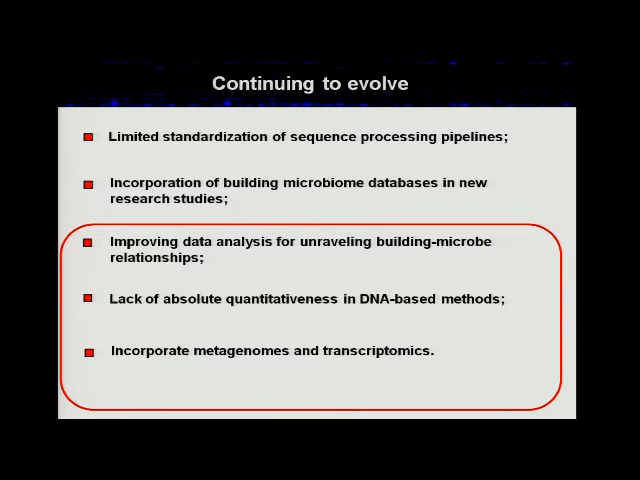 Continuing to evolve
Limited standardization of sequence processing pipelines;
Incorporation of building microbiome databases in new
research studies;
Improving data analysis for unraveling building-microbe
relationships;
Lack of absolute quantitativeness in DNA-based methods;
Incorporate metagenomes and transcriptomics.